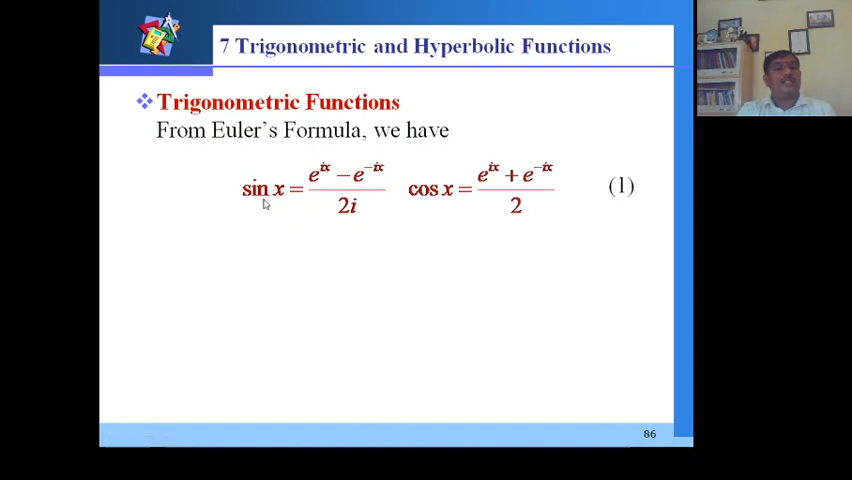 7 Trigonometric and Hyperbolic Functions
Trigonometric Functions
From Euler's Formula, we have
sin x = (e^{ix} − e^{−ix}) / 2i cos x = (e^{ix} + e^{−ix}) / 2 (1)
86